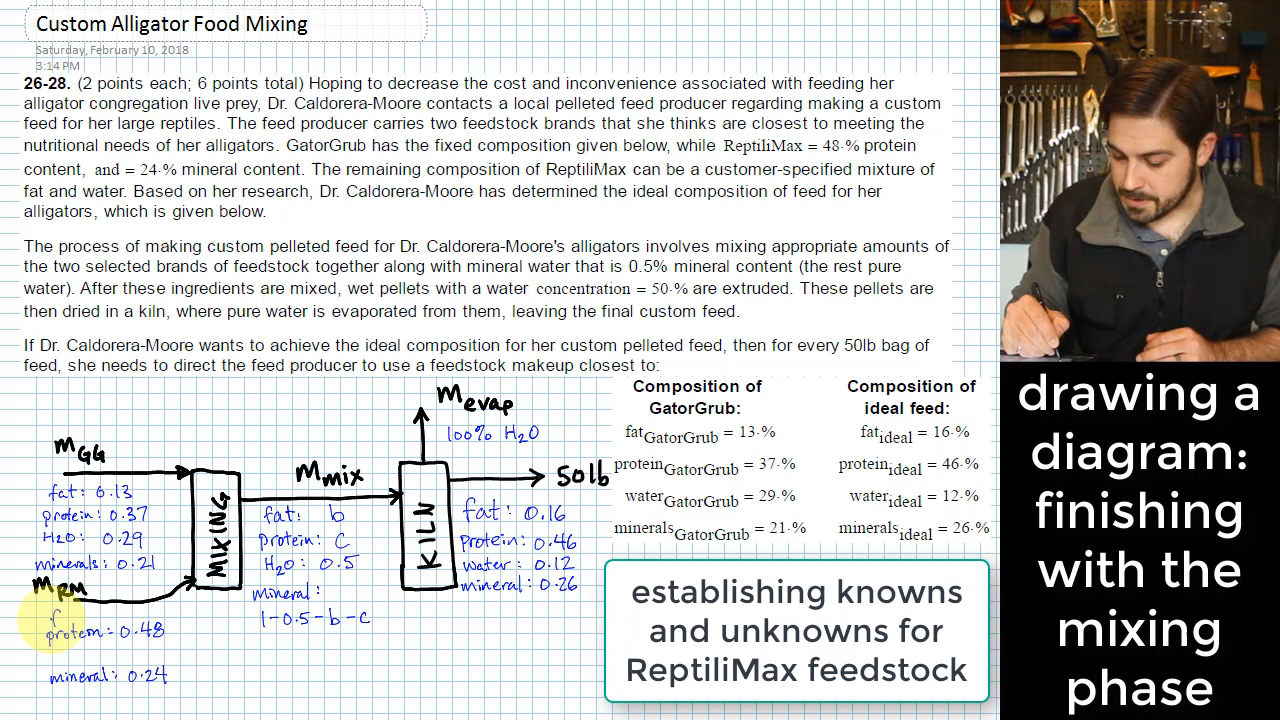 Custom Alligator Food Mixing
Saturday, February 10, 2018
3:14 PM
26-28. (2 points each; 6 points total) Hoping to decrease the cost and inconvenience associated with feeding her
alligator congregation live prey, Dr. Caldorera-Moore contacts a local pelleted feed producer regarding making a custom
feed for her large reptiles. The feed producer carries two feedstock brands that she thinks are closest to meeting the
nutritional needs of her alligators. GatorGrub has the fixed composition given below, while ReptiliMax = 48·% protein
content, and = 24·% mineral content. The remaining composition of ReptiliMax can be a customer-specified mixture of
fat and water. Based on her research, Dr. Caldorera-Moore has determined the ideal composition of feed for her
alligators, which is given below.
The process of making custom pelleted feed for Dr. Caldorera-Moore's alligators involves mixing appropriate amounts of
the two selected brands of feedstock together along with mineral water that is 0.5% mineral content (the rest pure
water). After these ingredients are mixed, wet pellets with a water concentration = 50·% are extruded. These pellets are
then dried in a kiln, where pure water is evaporated from them, leaving the final custom feed.
If Dr. Caldorera-Moore wants to achieve the ideal composition for her custom pelleted feed, then for every 50lb bag of
feed, she needs to direct the feed producer to use a feedstock makeup closest to:
mGG
fat: 0.13
protein: 0.37
H2O: 0.29
minerals: 0.21
mRM
f
protein: 0.48
mineral: 0.24
MIXING
mmix
fat: b
protein: c
H2O: 0.5
mineral:
1-0.5-b-c
KILN
mevap
100% H2O
50lb
fat: 0.16
protein: 0.46
water: 0.12
mineral: 0.26
Composition of
GatorGrub:
fatGatorGrub = 13·%
proteinGatorGrub = 37·%
waterGatorGrub = 29·%
mineralsGatorGrub = 21·%
Composition of
ideal feed:
fatideal = 16·%
proteinideal = 46·%
waterideal = 12·%
mineralsideal = 26·%
establishing knowns
and unknowns for
ReptiliMax feedstock
drawing a
diagram:
finishing
with the
mixing
phase